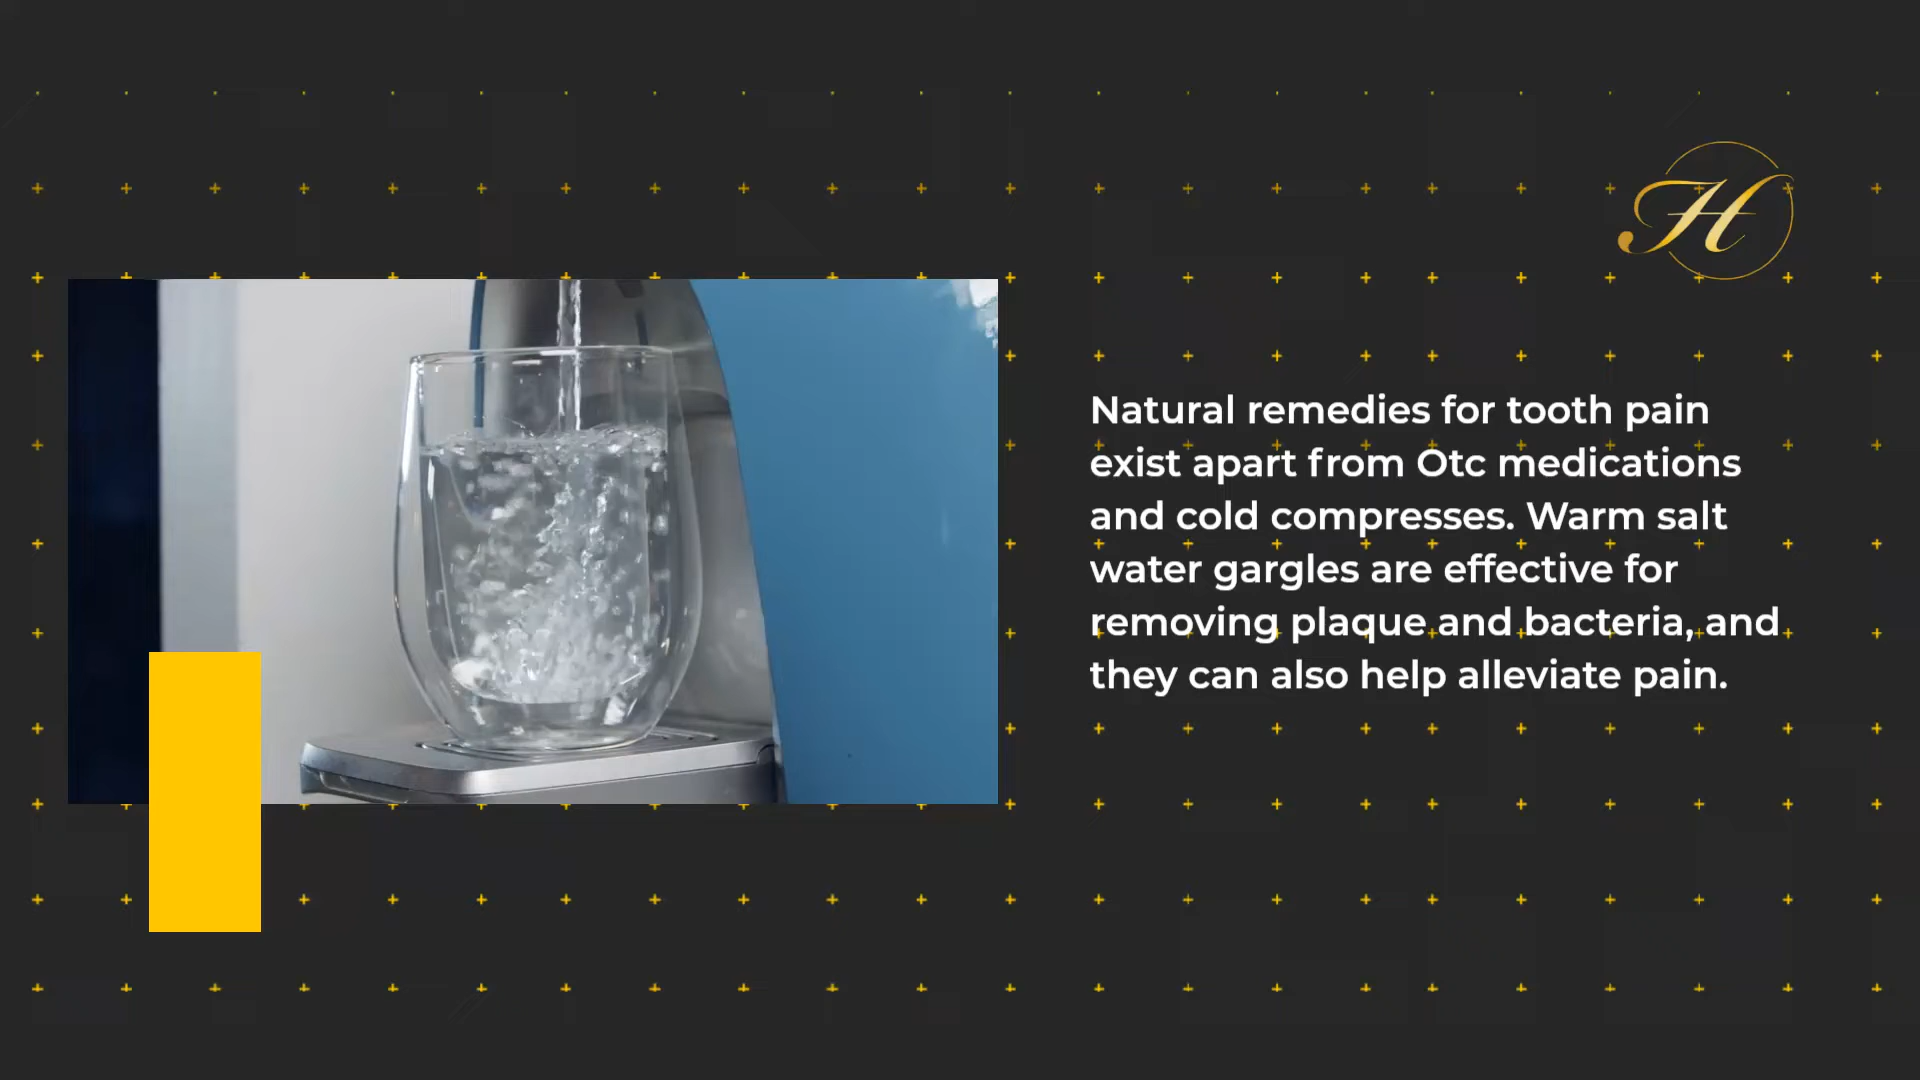 H
Natural remedies for tooth pain
exist apart from Otc medications
and cold compresses. Warm salt
water gargles are effective for
removing plaque and bacteria, and
they can also help alleviate pain.